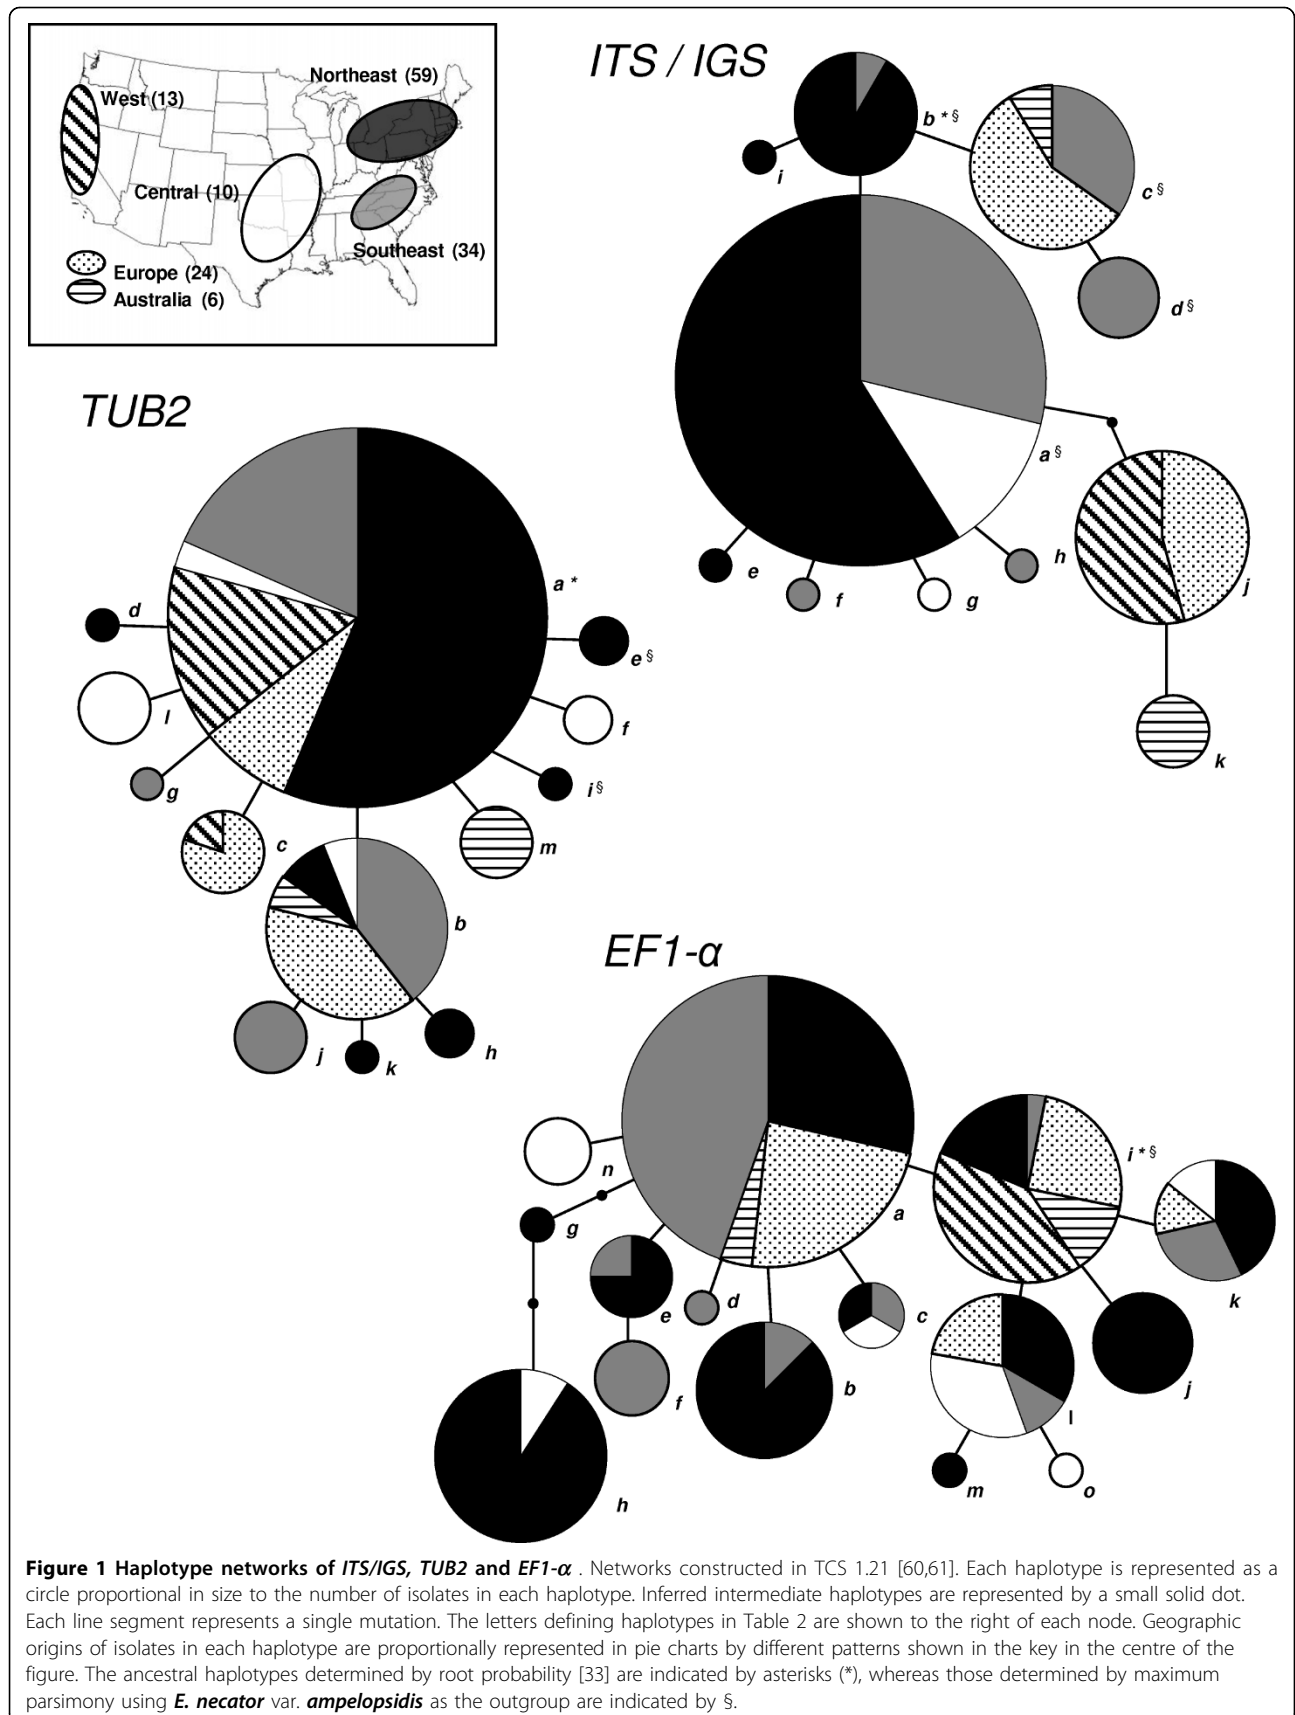 Northeast (59)
West (13)
Central (10)
Southeast (34)
Europe (24)
Australia (6)
ITS / IGS
b * §
i
c §
d §
a §
e
f
g
h
j
k
TUB2
a *
d
e §
l
f
g
i §
c
m
b
j
k
h
EF1-α
n
g
a
i * §
k
e
d
c
f
b
l
j
h
m
o
Figure 1 Haplotype networks of ITS/IGS, TUB2 and EF1-α . Networks constructed in TCS 1.21 [60,61]. Each haplotype is represented as a
circle proportional in size to the number of isolates in each haplotype. Inferred intermediate haplotypes are represented by a small solid dot.
Each line segment represents a single mutation. The letters defining haplotypes in Table 2 are shown to the right of each node. Geographic
origins of isolates in each haplotype are proportionally represented in pie charts by different patterns shown in the key in the centre of the
figure. The ancestral haplotypes determined by root probability [33] are indicated by asterisks (*), whereas those determined by maximum
parsimony using E. necator var. ampelopsidis as the outgroup are indicated by §.